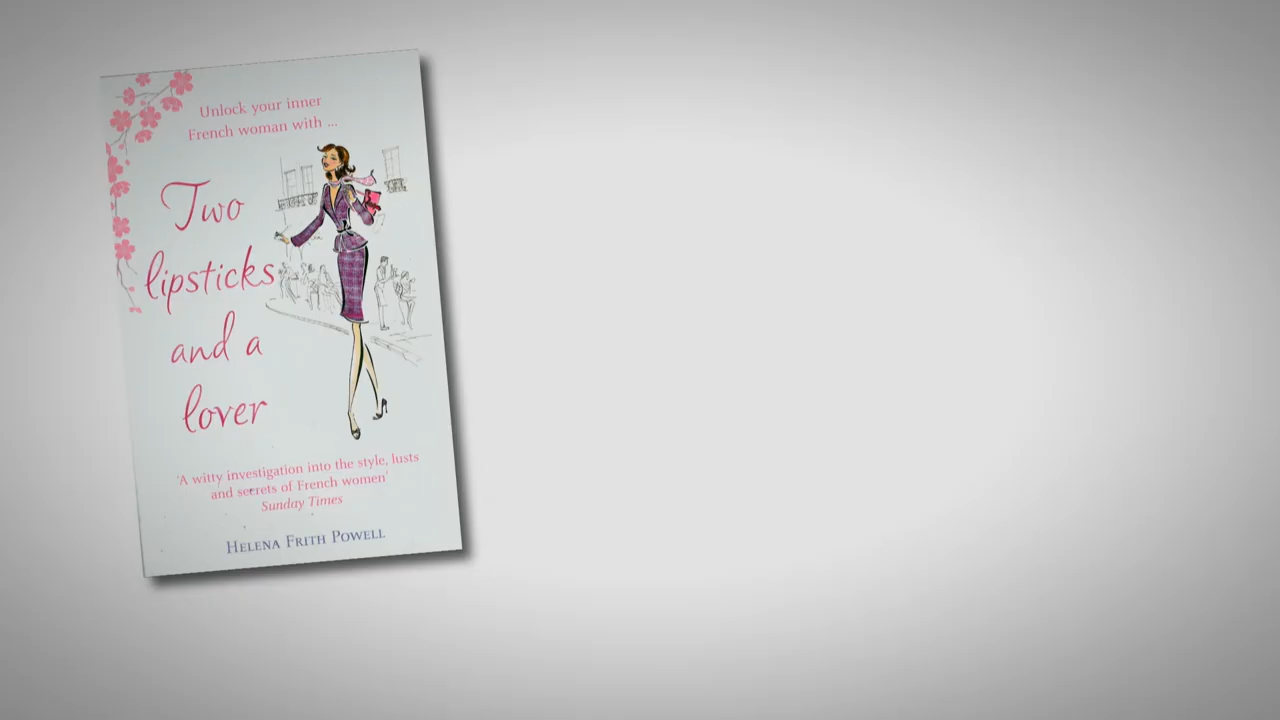 Unlock your inner
French woman with ...
Two
lipsticks
and a
lover
'A witty investigation into the style, lusts
and secrets of French women'
Sunday Times
HELENA FRITH POWELL